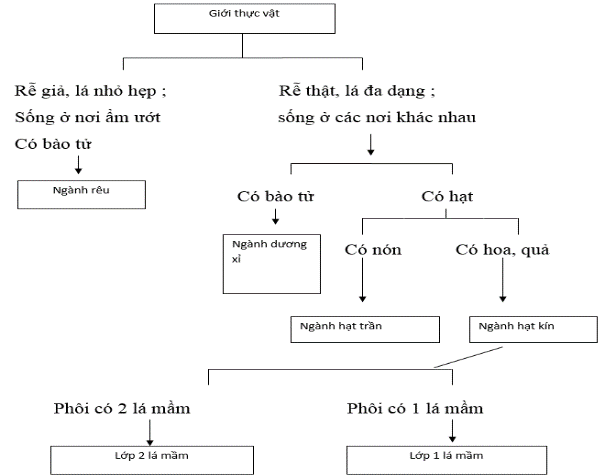 Giới thực vật
Rễ giả, lá nhỏ hẹp ;
Sống ở nơi ẩm ướt
Có bào tử
Rễ thật, lá đa dạng ;
sống ở các nơi khác nhau
Ngành rêu
Có bào tử
Có hạt
Ngành dương
xỉ
Có nón
Có hoa, quả
Ngành hạt trần
Ngành hạt kín
Phôi có 2 lá mầm
Phôi có 1 lá mầm
Lớp 2 lá mầm
Lớp 1 lá mầm